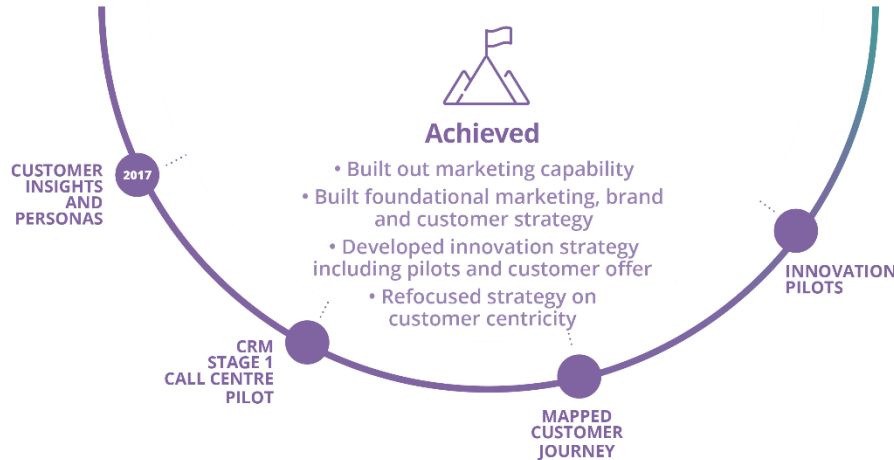 Achieved
• Built out marketing capability
• Built foundational marketing, brand
and customer strategy
• Developed innovation strategy
including pilots and customer offer
• Refocused strategy on
customer centricity
2017
CUSTOMER
INSIGHTS
AND
PERSONAS
CRM
STAGE 1
CALL CENTRE
PILOT
MAPPED
CUSTOMER
JOURNEY
INNOVATION
PILOTS